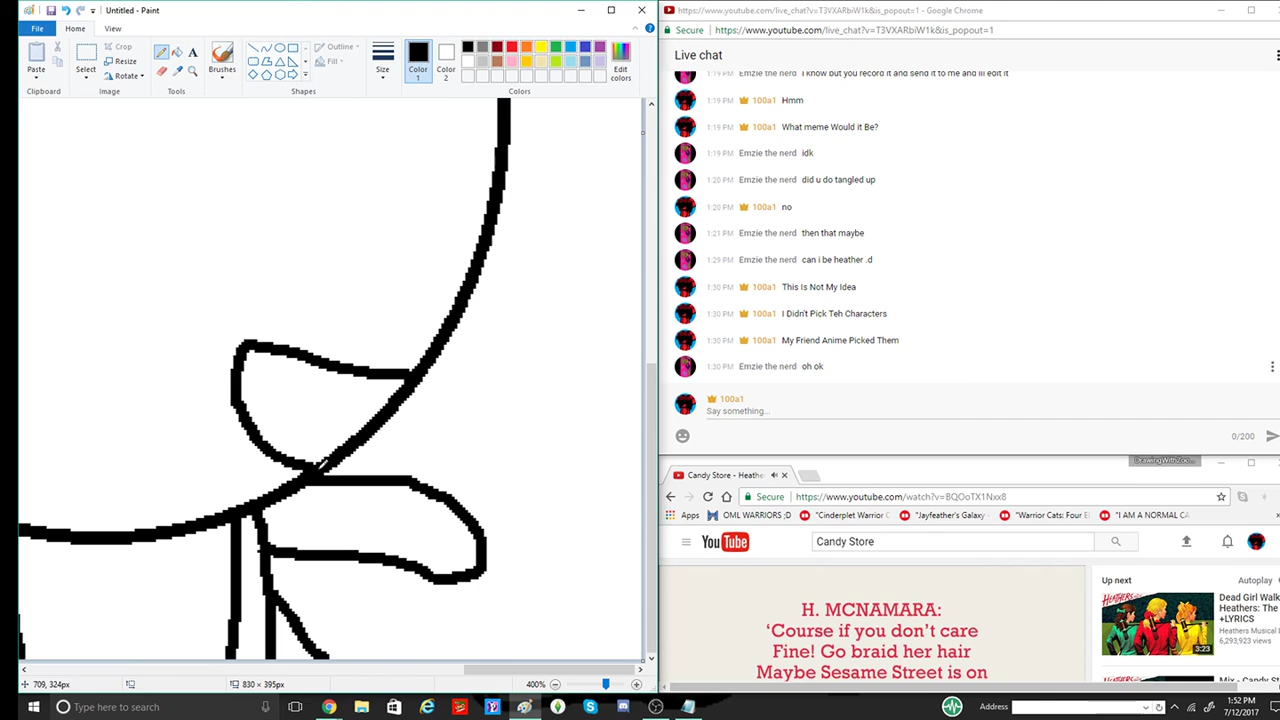 Untitled - Paint
File
Home
View
Paste
Clipboard
Select
Crop
Resize
Rotate
Image
Tools
Brushes
Shapes
Outline
Fill
Size
Color
1
Color
2
Edit
colors
Colors
709, 324px
830 × 395px
400%
https://www.youtube.com/live_chat?v=T3VXARbiW1k&is_popout=1 - Google Chrome
Secure
https://www.youtube.com/live_chat?v=T3VXARbiW1k&is_popout=1
Live chat
1:19 PM Emzie the nerd I know but you record it and send it to me and ill edit it
1:19 PM 100a1 Hmm
1:19 PM 100a1 What meme Would it Be?
1:19 PM Emzie the nerd idk
1:20 PM Emzie the nerd did u do tangled up
1:20 PM 100a1 no
1:21 PM Emzie the nerd then that maybe
1:29 PM Emzie the nerd can i be heather .d
1:30 PM 100a1 This Is Not My Idea
1:30 PM 100a1 I Didn't Pick Teh Characters
1:30 PM 100a1 My Friend Anime Picked Them
1:30 PM Emzie the nerd oh ok
100a1
Say something...
0/200
Candy Store - Heathe
Secure
https://www.youtube.com/watch?v=BQOoTX1Nxx8
Apps
OML WARRIORS ;D
"Cinderplet Warrior C
"Jayfeather's Galaxy
"Warrior Cats: Four E
"I AM A NORMAL CA
YouTube
Candy Store
H. MCNAMARA:
'Course if you don't care
Fine! Go braid her hair
Maybe Sesame Street is on
Up next
Autoplay
3:23
Dead Girl Walk
Heathers: The
+LYRICS
Heathers Musical
6,293,923 views
Mix - Candy St
Type here to search
Address
1:52 PM
7/12/2017